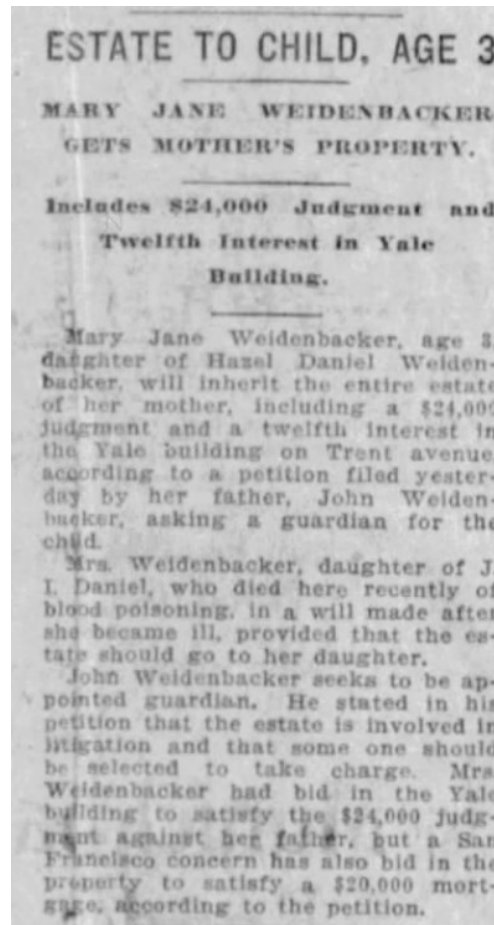 ESTATE TO CHILD, AGE 3
MARY JANE WEIDENBACKER
GETS MOTHER'S PROPERTY.
Includes $24,000 Judgment and
Twelfth Interest in Yale
Building.
Mary Jane Weidenbacker, age 3,
daughter of Hazel Daniel Weiden-
backer, will inherit the entire estate
of her mother, including a $24,000
judgment and a twelfth interest in
the Yale building on Trent avenue,
according to a petition filed yester-
day by her father, John Weiden-
backer, asking a guardian for the
child.
Mrs. Weidenbacker, daughter of J.
I. Daniel, who died here recently of
blood poisoning, in a will made after
she became ill, provided that the es-
tate should go to her daughter.
John Weidenbacker seeks to be ap-
pointed guardian. He stated in his
petition that the estate is involved in
litigation and that some one should
be selected to take charge. Mrs.
Weidenbacker had bid in the Yale
building to satisfy the $24,000 judg-
ment against her father, but a San
Francisco concern has also bid in the
property to satisfy a $20,000 mort-
gage, according to the petition.